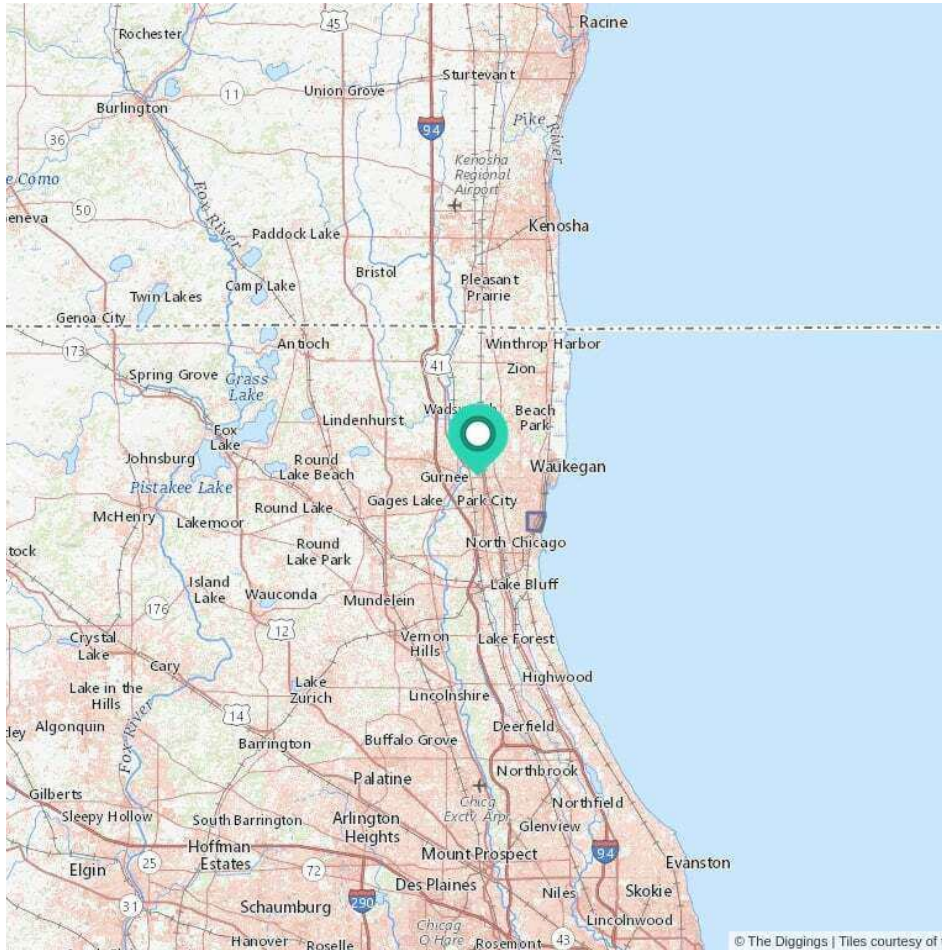 Racine
45
Rochester
Sturtevant
Union Grove
11
Burlington
94
Pike
River
36
Kenosha
Regional
Airport
e Como
Fox River
50
eneva
Kenosha
Paddock Lake
Bristol
Pleasant
Prairie
Camp Lake
Twin Lakes
Genoa City
173
Antioch
41
Winthrop Harbor
Zion
Spring Grove
Grass
Lake
Beach
Park
Lindenhurst
Fox
Lake
Johnsburg
Round
Lake Beach
Waukegan
Gurnee
Pistakee Lake
Gages Lake
Park City
McHenry
Lakemoor
Round Lake
North Chicago
tock
Round
Lake Park
Island
Lake
Wauconda
Lake Bluff
Mundelein
176
12
Crystal
Lake
Vernon
Hills
Lake Forest
Cary
Highwood
Lake in the
Hills
Lake
Zurich
Lincolnshire
Algonquin
14
Fox River
Deerfield
ley
Barrington
Buffalo Grove
Palatine
Northbrook
Gilberts
Chicg
Exctv Arpt
Northfield
Sleepy Hollow
South Barrington
Arlington
Heights
Glenview
Hoffman
Estates
Mount Prospect
94
Evanston
Elgin
25
72
Des Plaines
Niles
Skokie
31
290
Schaumburg
Lincolnwood
Chicag
O Hare
Hanover
Roselle
Rosemont
43
© The Diggings | Tiles courtesy of